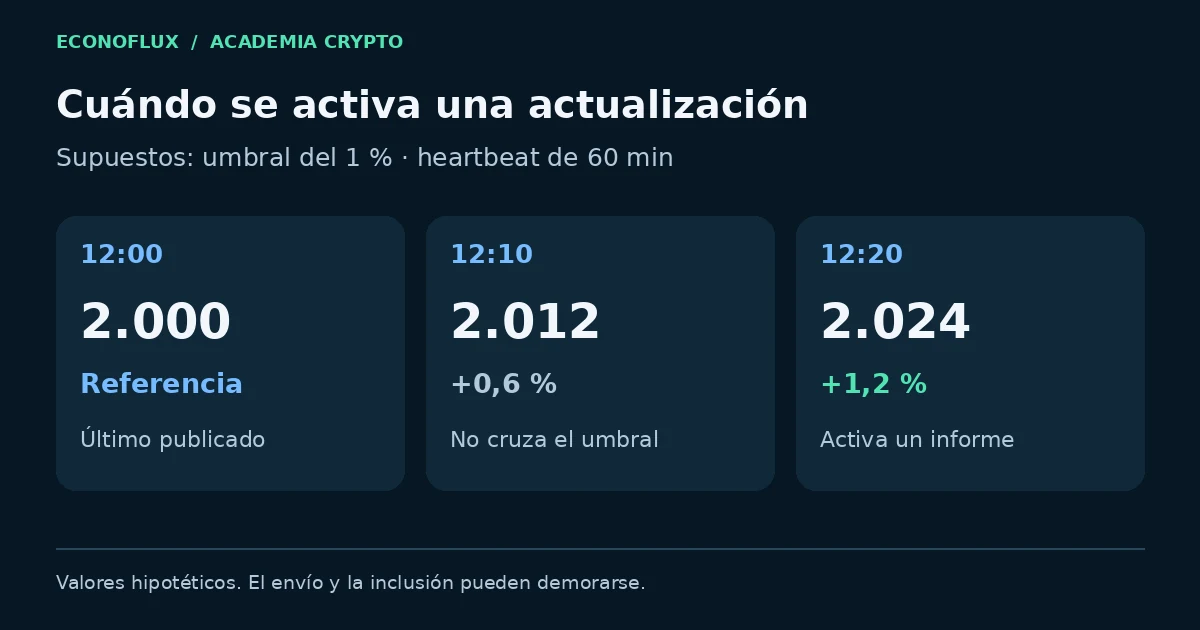 ECONOFLUX / ACADEMIA CRYPTO
Cuándo se activa una actualización
Supuestos: umbral del 1 % · heartbeat de 60 min
12:00
2.000
Referencia
Último publicado
12:10
2.012
+0,6 %
No cruza el umbral
12:20
2.024
+1,2 %
Activa un informe
Valores hipotéticos. El envío y la inclusión pueden demorarse.